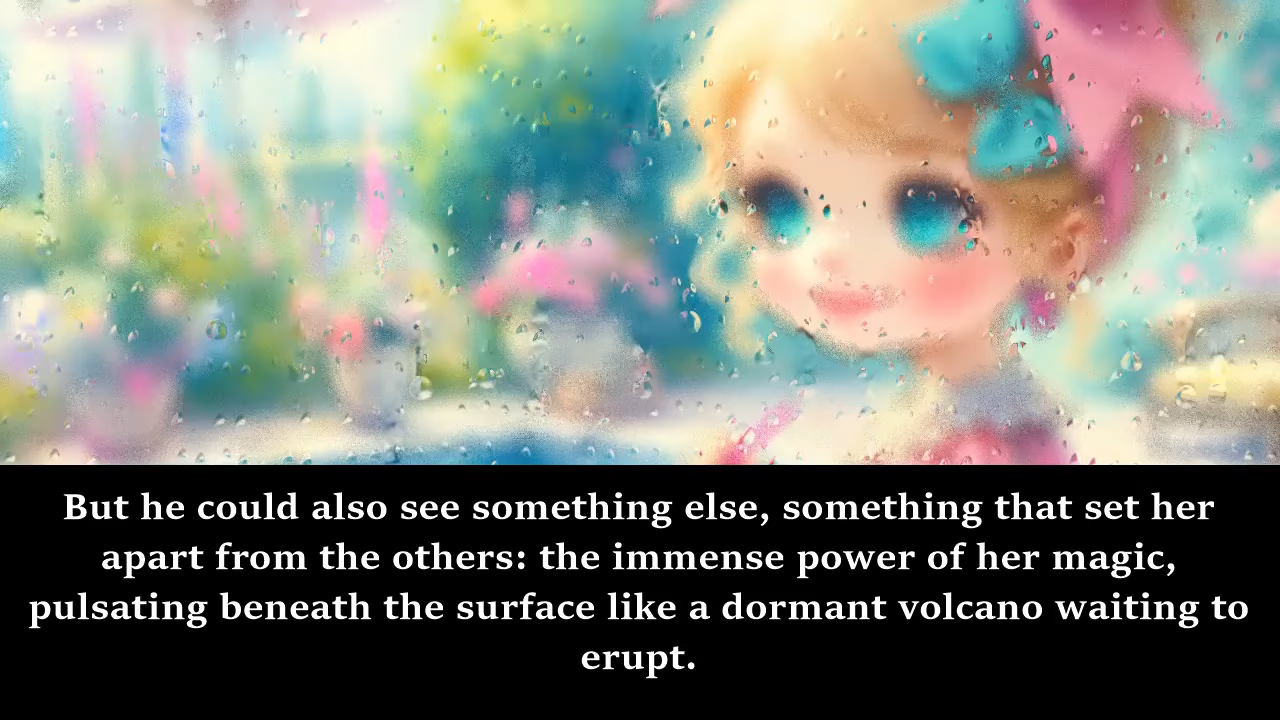 But he could also see something else, something that set her
apart from the others: the immense power of her magic,
pulsating beneath the surface like a dormant volcano waiting to
erupt.